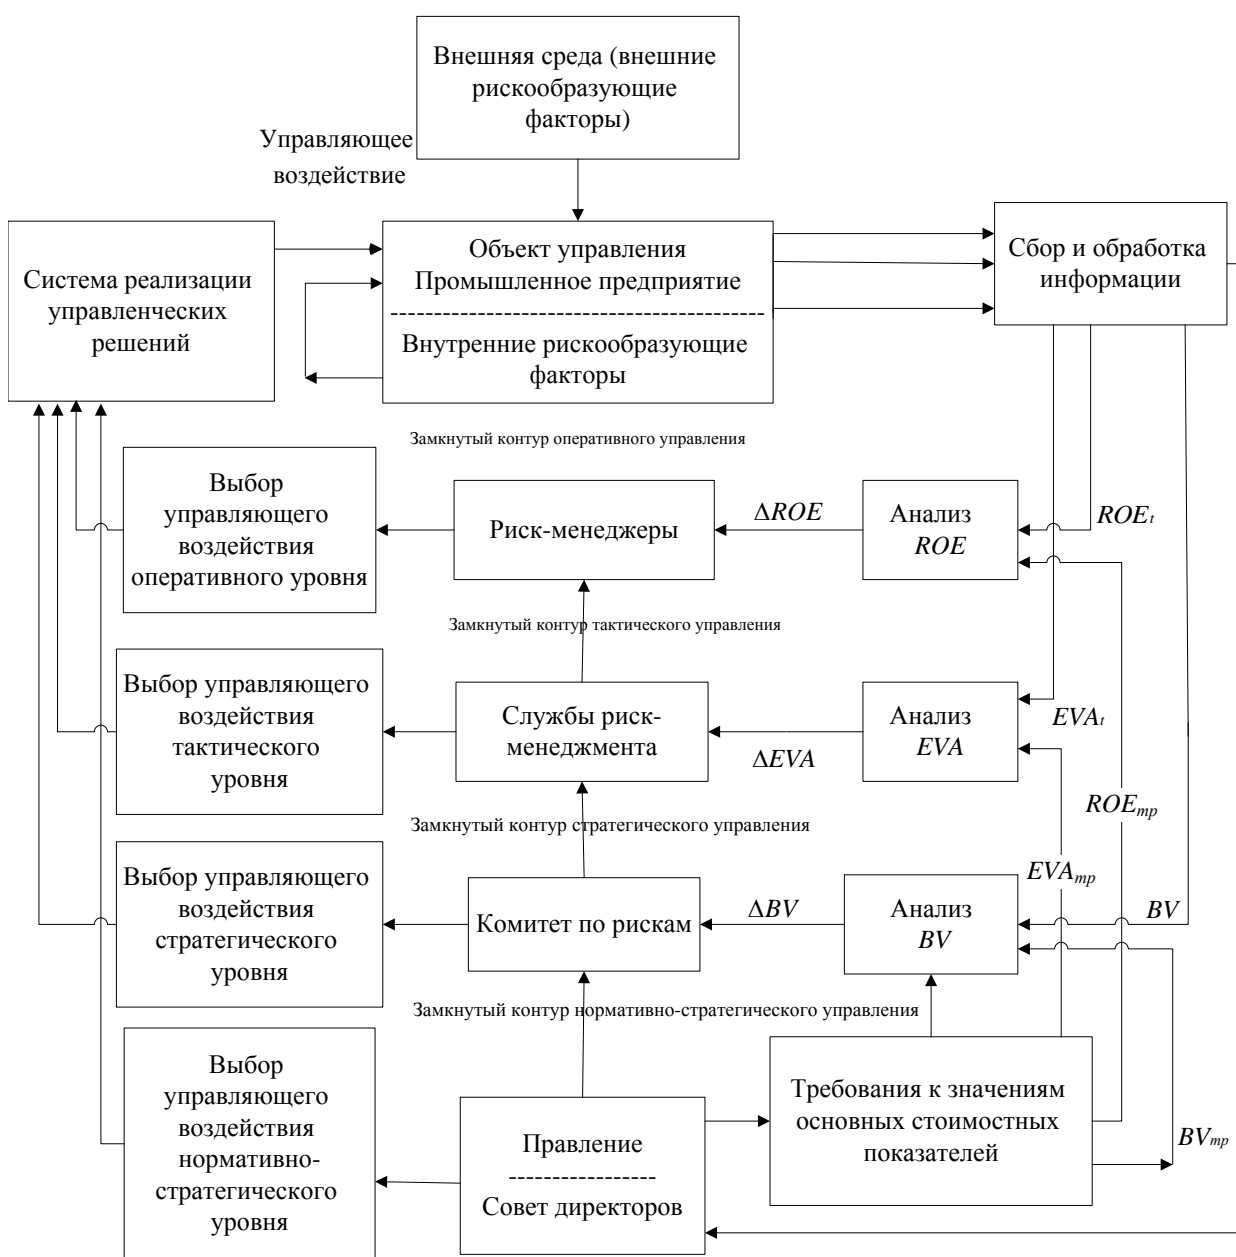 Внешняя среда (внешние
рискообразующие
факторы)
Управляющее
воздействие
Система реализации
управленческих
решений
Объект управления
Промышленное предприятие
Внутренние рискообразующие
факторы
Сбор и обработка
информации
Замкнутый контур оперативного управления
Выбор
управляющего
воздействия
оперативного уровня
Риск-менеджеры
ΔROE
Анализ
ROE
ROEt
Замкнутый контур тактического управления
Выбор управляющего
воздействия
тактического
уровня
Службы риск-
менеджмента
ΔEVA
Анализ
EVA
EVAt
ROEтр
Замкнутый контур стратегического управления
Выбор управляющего
воздействия
стратегического
уровня
Комитет по рискам
ΔBV
Анализ
BV
EVAтр
BV
Замкнутый контур нормативно-стратегического управления
Выбор
управляющего
воздействия
нормативно-
стратегического
уровня
Правление
Совет директоров
Требования к значениям
основных стоимостных
показателей
BVтр